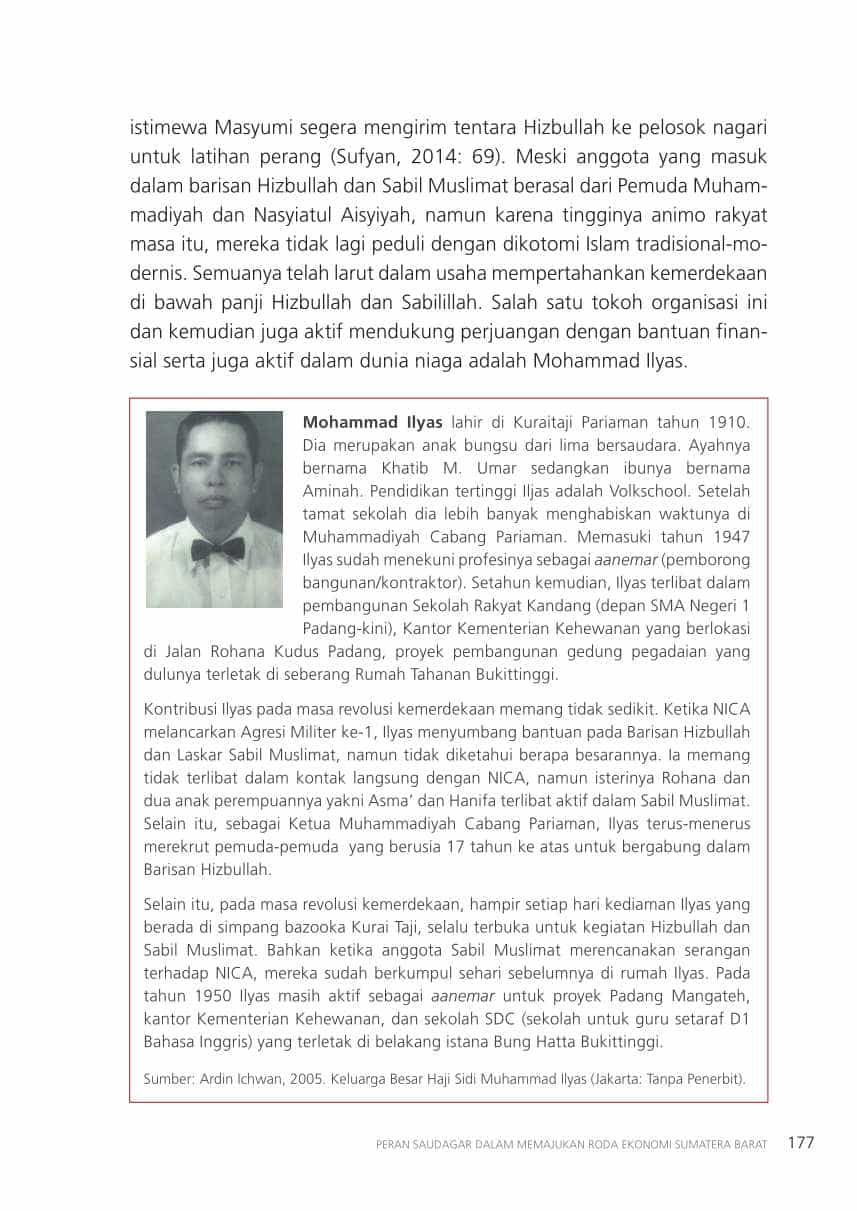 istimewa Masyumi segera mengirim tentara Hizbullah ke pelosok nagari
untuk latihan perang (Sufyan, 2014: 69). Meski anggota yang masuk
dalam barisan Hizbullah dan Sabil Muslimat berasal dari Pemuda Muham-
madiyah dan Nasyiatul Aisyiyah, namun karena tingginya animo rakyat
masa itu, mereka tidak lagi peduli dengan dikotomi Islam tradisional-mo-
dernis. Semuanya telah larut dalam usaha mempertahankan kemerdekaan
di bawah panji Hizbullah dan Sabilillah. Salah satu tokoh organisasi ini
dan kemudian juga aktif mendukung perjuangan dengan bantuan finan-
sial serta juga aktif dalam dunia niaga adalah Mohammad Ilyas.
Mohammad Ilyas lahir di Kuraitaji Pariaman tahun 1910.
Dia merupakan anak bungsu dari lima bersaudara. Ayahnya
bernama Khatib M. Umar sedangkan ibunya bernama
Aminah. Pendidikan tertinggi Iljas adalah Volkschool. Setelah
tamat sekolah dia lebih banyak menghabiskan waktunya di
Muhammadiyah Cabang Pariaman. Memasuki tahun 1947
Ilyas sudah menekuni profesinya sebagai aanemar (pemborong
bangunan/kontraktor). Setahun kemudian, Ilyas terlibat dalam
pembangunan Sekolah Rakyat Kandang (depan SMA Negeri 1
Padang-kini), Kantor Kementerian Kehewanan yang berlokasi
di Jalan Rohana Kudus Padang, proyek pembangunan gedung pegadaian yang
dulunya terletak di seberang Rumah Tahanan Bukittinggi.
Kontribusi Ilyas pada masa revolusi kemerdekaan memang tidak sedikit. Ketika NICA
melancarkan Agresi Militer ke-1, Ilyas menyumbang bantuan pada Barisan Hizbullah
dan Laskar Sabil Muslimat, namun tidak diketahui berapa besarannya. Ia memang
tidak terlibat dalam kontak langsung dengan NICA, namun isterinya Rohana dan
dua anak perempuannya yakni Asma’ dan Hanifa terlibat aktif dalam Sabil Muslimat.
Selain itu, sebagai Ketua Muhammadiyah Cabang Pariaman, Ilyas terus-menerus
merekrut pemuda-pemuda  yang berusia 17 tahun ke atas untuk bergabung dalam
Barisan Hizbullah.
Selain itu, pada masa revolusi kemerdekaan, hampir setiap hari kediaman Ilyas yang
berada di simpang bazooka Kurai Taji, selalu terbuka untuk kegiatan Hizbullah dan
Sabil Muslimat. Bahkan ketika anggota Sabil Muslimat merencanakan serangan
terhadap NICA, mereka sudah berkumpul sehari sebelumnya di rumah Ilyas. Pada
tahun 1950 Ilyas masih aktif sebagai aanemar untuk proyek Padang Mangateh,
kantor Kementerian Kehewanan, dan sekolah SDC (sekolah untuk guru setaraf D1
Bahasa Inggris) yang terletak di belakang istana Bung Hatta Bukittinggi.
Sumber: Ardin Ichwan, 2005. Keluarga Besar Haji Sidi Muhammad Ilyas (Jakarta: Tanpa Penerbit).
PERAN SAUDAGAR DALAM MEMAJUKAN RODA EKONOMI SUMATERA BARAT 177